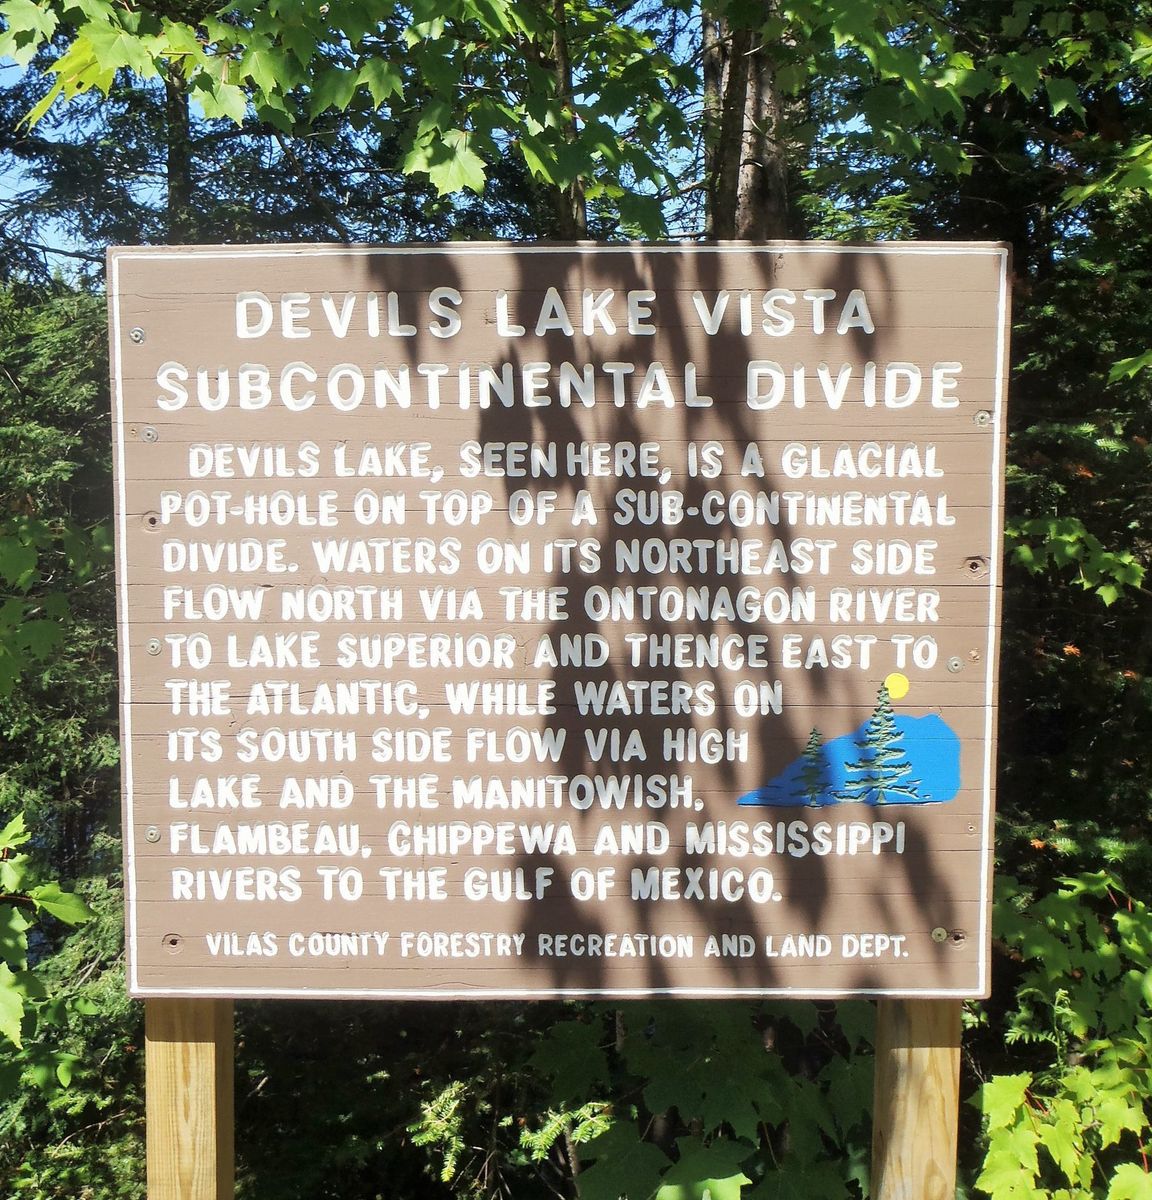 DEVILS LAKE VISTA
SUBCONTINENTAL DIVIDE
DEVILS LAKE, SEEN HERE, IS A GLACIAL
POT-HOLE ON TOP OF A SUB-CONTINENTAL
DIVIDE. WATERS ON ITS NORTHEAST SIDE
FLOW NORTH VIA THE ONTONAGON RIVER
TO LAKE SUPERIOR AND THENCE EAST TO
THE ATLANTIC, WHILE WATERS ON
ITS SOUTH SIDE FLOW VIA HIGH
LAKE AND THE MANITOWISH,
FLAMBEAU, CHIPPEWA AND MISSISSIPPI
RIVERS TO THE GULF OF MEXICO.
VILAS COUNTY FORESTRY RECREATION AND LAND DEPT.